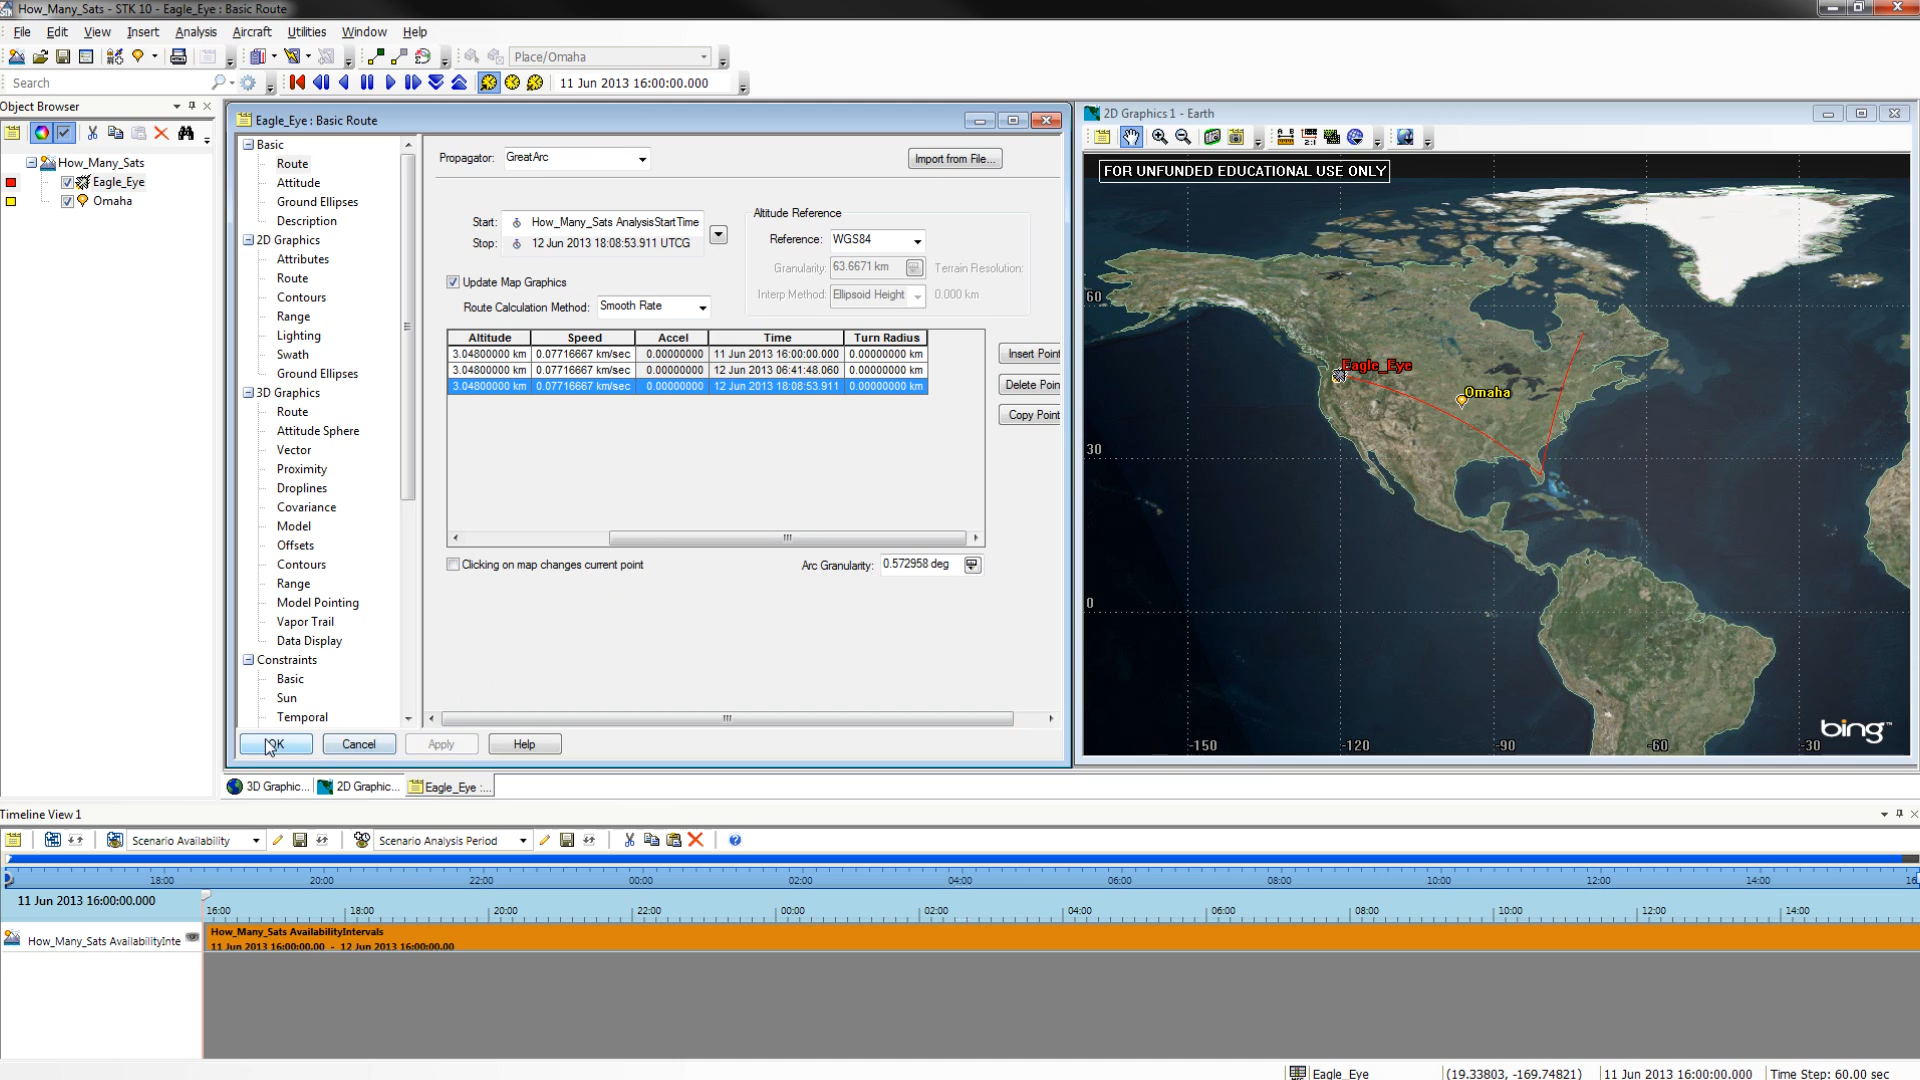 How_Many_Sats - STK 10 - Eagle_Eye : Basic Route
File Edit View Insert Analysis Aircraft Utilities Window Help
Place/Omaha
Search
11 Jun 2013 16:00:00.000
Object Browser
How_Many_Sats
Eagle_Eye
Omaha
Eagle_Eye : Basic Route
Basic
Route
Attitude
Ground Ellipses
Description
2D Graphics
Attributes
Route
Contours
Range
Lighting
Swath
Ground Ellipses
3D Graphics
Route
Attitude Sphere
Vector
Proximity
Droplines
Covariance
Model
Offsets
Contours
Range
Model Pointing
Vapor Trail
Data Display
Constraints
Basic
Sun
Temporal
Propagator: GreatArc
Import from File...
Start: How_Many_Sats AnalysisStartTime
Stop: 12 Jun 2013 18:08:53.911 UTCG
Altitude Reference
Reference: WGS84
Granularity: 63.6671 km Terrain Resolution:
Interp Method: Ellipsoid Height 0.000 km
Update Map Graphics
Route Calculation Method: Smooth Rate
Altitude Speed Accel Time Turn Radius
3.04800000 km 0.07716667 km/sec 0.00000000 11 Jun 2013 16:00:00.000 0.00000000 km
3.04800000 km 0.07716667 km/sec 0.00000000 12 Jun 2013 06:41:48.060 0.00000000 km
3.04800000 km 0.07716667 km/sec 0.00000000 12 Jun 2013 18:08:53.911 0.00000000 km
Insert Point
Delete Poin
Copy Point
Clicking on map changes current point
Arc Granularity: 0.572958 deg
OK Cancel Apply Help
3D Graphic... 2D Graphic... Eagle_Eye :...
2D Graphics 1 - Earth
FOR UNFUNDED EDUCATIONAL USE ONLY
60
Eagle_Eye
Omaha
30
0
bing™
-150 -120 -90 -60 -30
Timeline View 1
Scenario Availability Scenario Analysis Period
18:00 20:00 22:00 00:00 02:00 04:00 06:00 08:00 10:00 12:00 14:00 16
11 Jun 2013 16:00:00.000
16:00 18:00 20:00 22:00 00:00 02:00 04:00 06:00 08:00 10:00 12:00 14:00
How_Many_Sats AvailabilityInte
How_Many_Sats AvailabilityIntervals
11 Jun 2013 16:00:00.00 - 12 Jun 2013 16:00:00.00
Eagle_Eye (19.33803, -169.74821) 11 Jun 2013 16:00:00.000 Time Step: 60.00 sec